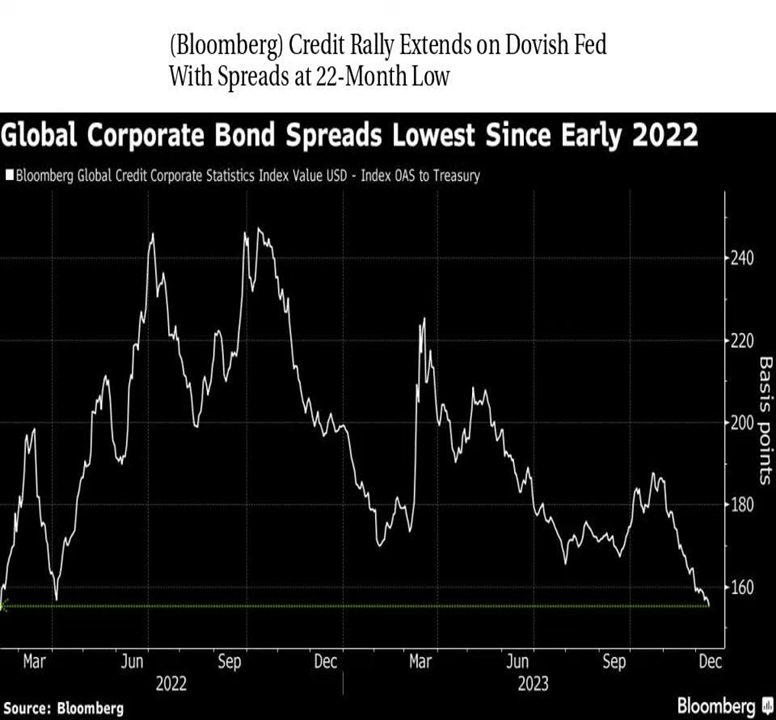 (Bloomberg) Credit Rally Extends on Dovish Fed
With Spreads at 22-Month Low
Global Corporate Bond Spreads Lowest Since Early 2022
Bloomberg Global Credit Corporate Statistics Index Value USD - Index OAS to Treasury
240
220
200
180
160
Basis points
Mar Jun Sep Dec Mar Jun Sep Dec
2022 2023
Source: Bloomberg
Bloomberg